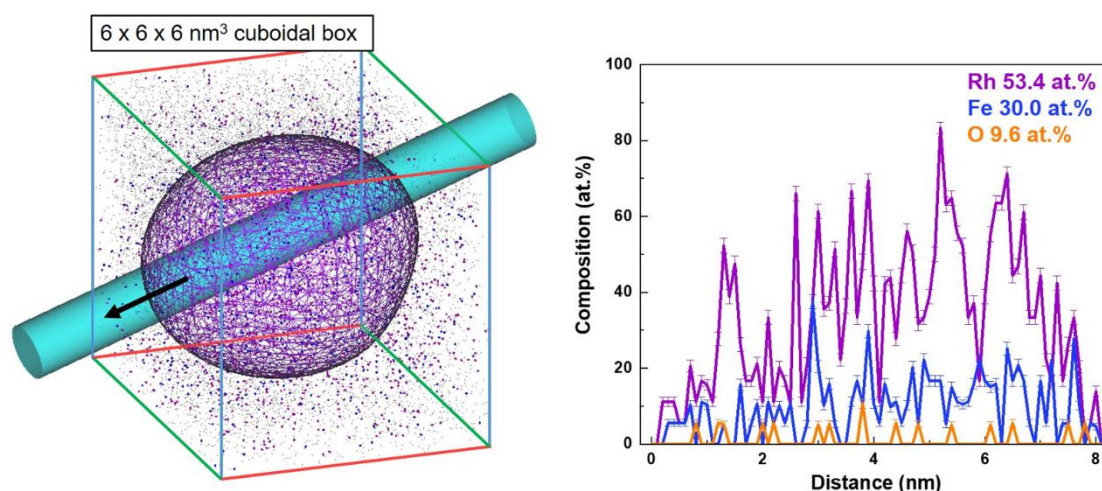 6 x 6 x 6 nm³ cuboidal box
100
80
60
40
20
0
Composition (at.%)
Rh 53.4 at.%
Fe 30.0 at.%
O 9.6 at.%
0 2 4 6 8
Distance (nm)